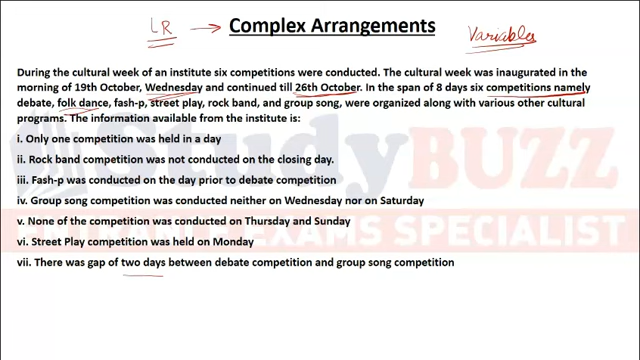 LR → Complex Arrangements Variables
During the cultural week of an institute six competitions were conducted. The cultural week was inaugurated in the
morning of 19th October, Wednesday and continued till 26th October. In the span of 8 days six competitions namely
debate, folk dance, fash-p, street play, rock band, and group song, were organized along with various other cultural
programs. The information available from the institute is:
i. Only one competition was held in a day
ii. Rock band competition was not conducted on the closing day.
iii. Fash-p was conducted on the day prior to debate competition
iv. Group song competition was conducted neither on Wednesday nor on Saturday
v. None of the competition was conducted on Thursday and Sunday
vi. Street Play competition was held on Monday
vii. There was gap of two days between debate competition and group song competition
StudyBUZZ
ENTRANCE EXAMS SPECIALIST